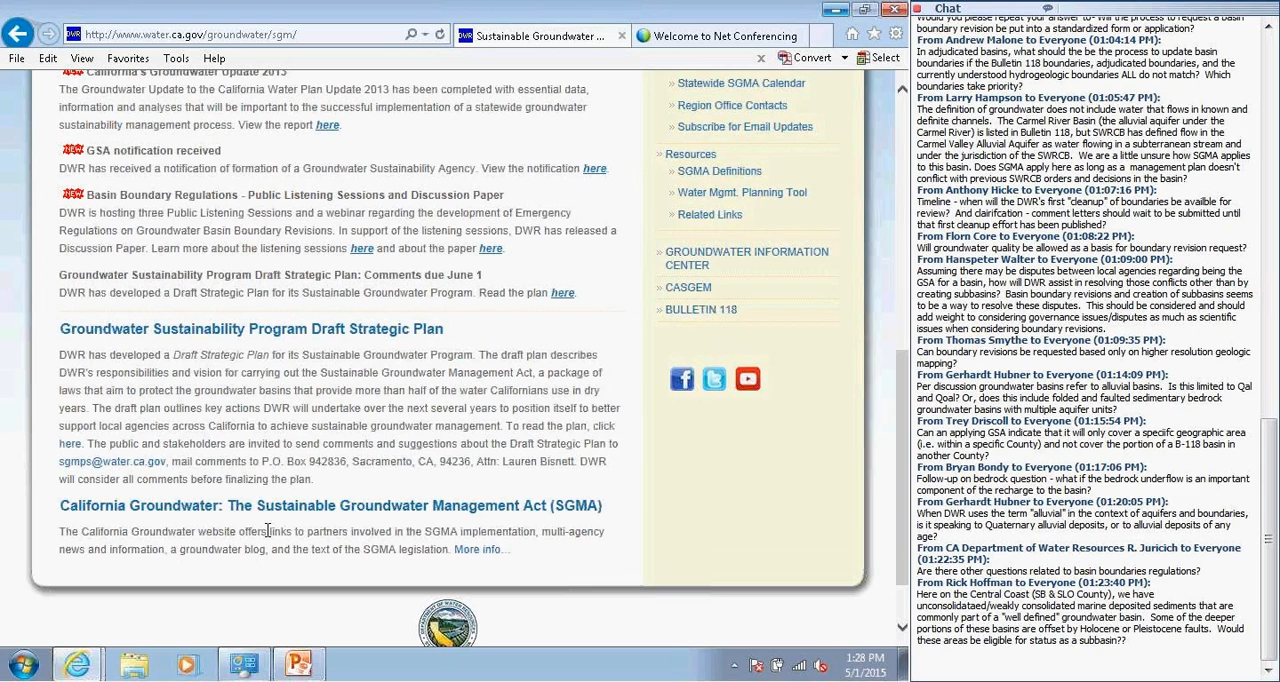 http://www.water.ca.gov/groundwater/sgm/
DWR Sustainable Groundwater ...
Welcome to Net Conferencing
File Edit View Favorites Tools Help
Convert
Select
California's Groundwater Update 2013
The Groundwater Update to the California Water Plan Update 2013 has been completed with essential data,
information and analyses that will be important to the successful implementation of a statewide groundwater
sustainability management process. View the report here.
NEW GSA notification received
DWR has received a notification of formation of a Groundwater Sustainability Agency. View the notification here.
NEW Basin Boundary Regulations - Public Listening Sessions and Discussion Paper
DWR is hosting three Public Listening Sessions and a webinar regarding the development of Emergency
Regulations on Groundwater Basin Boundary Revisions. In support of the listening sessions, DWR has released a
Discussion Paper. Learn more about the listening sessions here and about the paper here.
Groundwater Sustainability Program Draft Strategic Plan: Comments due June 1
DWR has developed a Draft Strategic Plan for its Sustainable Groundwater Program. Read the plan here.
Groundwater Sustainability Program Draft Strategic Plan
DWR has developed a Draft Strategic Plan for its Sustainable Groundwater Program. The draft plan describes
DWR's responsibilities and vision for carrying out the Sustainable Groundwater Management Act, a package of
laws that aim to protect the groundwater basins that provide more than half of the water Californians use in dry
years. The draft plan outlines key actions DWR will undertake over the next several years to position itself to better
support local agencies across California to achieve sustainable groundwater management. To read the plan, click
here. The public and stakeholders are invited to send comments and suggestions about the Draft Strategic Plan to
sgmps@water.ca.gov, mail comments to P.O. Box 942836, Sacramento, CA, 94236, Attn: Lauren Bisnett. DWR
will consider all comments before finalizing the plan.
California Groundwater: The Sustainable Groundwater Management Act (SGMA)
The California Groundwater website offers links to partners involved in the SGMA implementation, multi-agency
news and information, a groundwater blog, and the text of the SGMA legislation. More info...
» Statewide SGMA Calendar
» Region Office Contacts
» Subscribe for Email Updates
» Resources
» SGMA Definitions
» Water Mgmt. Planning Tool
» Related Links
» GROUNDWATER INFORMATION
CENTER
» CASGEM
» BULLETIN 118
1:28 PM
5/1/2015
Chat
Would you please repeat your answer to- Will the process to request a basin
boundary revision be put into a standardized form or application?
From Andrew Malone to Everyone (01:04:14 PM):
In adjudicated basins, what should the be the process to update basin
boundaries if the Bulletin 118 boundaries, adjudicated boundaries, and the
currently understood hydrogeologic boundaries ALL do not match? Which
boundaries take priority?
From Larry Hampson to Everyone (01:05:47 PM):
The definition of groundwater does not include water that flows in known and
definite channels. The Carmel River Basin (the alluvial aquifer under the
Carmel River) is listed in Bulletin 118, but SWRCB has defined flow in the
Carmel Valley Alluvial Aquifer as water flowing in a subterranean stream and
under the jurisdiction of the SWRCB. We are a little unsure how SGMA applies
to this basin. Does SGMA apply here as long as a management plan doesn't
conflict with previous SWRCB orders and decisions in the basin?
From Anthony Hicke to Everyone (01:07:16 PM):
Timeline - when will the DWR's first "cleanup" of boundaries be availble for
review? And clairifcation - comment letters should wait to be submitted until
that first cleanup effort has been published?
From Florn Core to Everyone (01:08:22 PM):
Will groundwater quality be allowed as a basis for boundary revision request?
From Hanspeter Walter to Everyone (01:09:00 PM):
Assuming there may be disputes between local agencies regarding being the
GSA for a basin, how will DWR assist in resolving those conflicts other than by
creating subbasins? Basin boundary revisions and creation of subbasins seems
to be a way to resolve these disputes. This should be considered and should
add weight to considering governance issues/disputes as much as scientific
issues when considering boundary revisions.
From Thomas Smythe to Everyone (01:09:35 PM):
Can boundary revisions be requested based only on higher resolution geologic
mapping?
From Gerhardt Hubner to Everyone (01:14:09 PM):
Per discussion groundwater basins refer to alluvial basins. Is this limited to Qal
and Qoal? Or, does this include folded and faulted sedimentary bedrock
groundwater basins with multiple aquifer units?
From Trey Driscoll to Everyone (01:15:54 PM):
Can an applying GSA indicate that it will only cover a specific geographic area
(i.e. within a specific County) and not cover the portion of a B-118 basin in
another County?
From Bryan Bondy to Everyone (01:17:06 PM):
Follow-up on bedrock question - what if the bedrock underflow is an important
component of the recharge to the basin?
From Gerhardt Hubner to Everyone (01:20:05 PM):
When DWR uses the term "alluvial" in the context of aquifers and boundaries,
is it speaking to Quaternary alluvial deposits, or to alluvial deposits of any
age?
From CA Department of Water Resources R. Juricich to Everyone
(01:22:35 PM):
Are there other questions related to basin boundaries regulations?
From Rick Hoffman to Everyone (01:23:40 PM):
Here on the Central Coast (SB & SLO County), we have
unconsolidataed/weakly consolidated marine deposited sediments that are
commonly part of a "well defined" groundwater basin. Some of the deeper
portions of these basins are offset by Holocene or Pleistocene faults. Would
these areas be eligible for status as a subbasin??